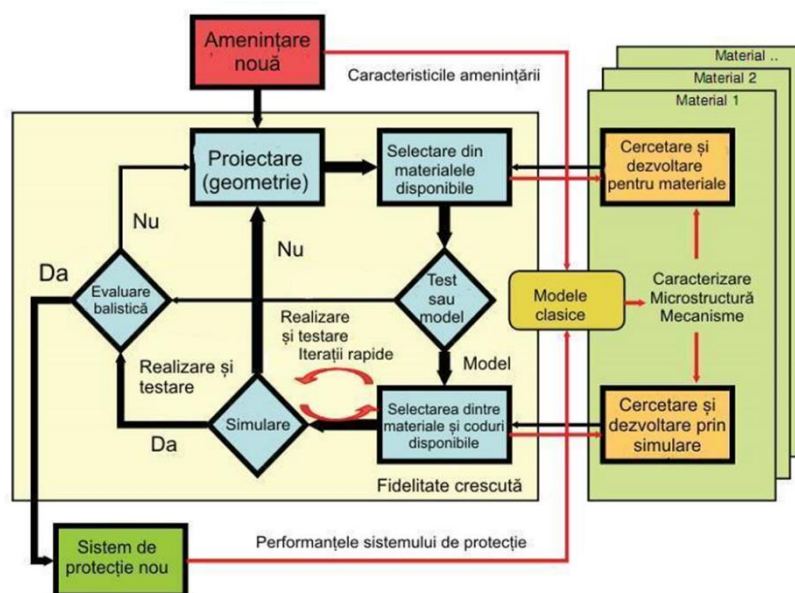 Amenințare
nouă
Caracteristicile amenințării
Material ..
Material 2
Material 1
Proiectare
(geometrie)
Selectare din
materialele
disponibile
Cercetare și
dezvoltare
pentru materiale
Nu
Nu
Da
Evaluare
balistică
Test
sau
model
Modele
clasice
Caracterizare
Microstructură
Mecanisme
Realizare
și testare
Iterații rapide
Realizare și
testare
Model
Simulare
Da
Selectarea dintre
materiale și coduri
disponibile
Cercetare și
dezvoltare prin
simulare
Fidelitate crescută
Sistem de
protecție nou
Performanțele sistemului de protecție